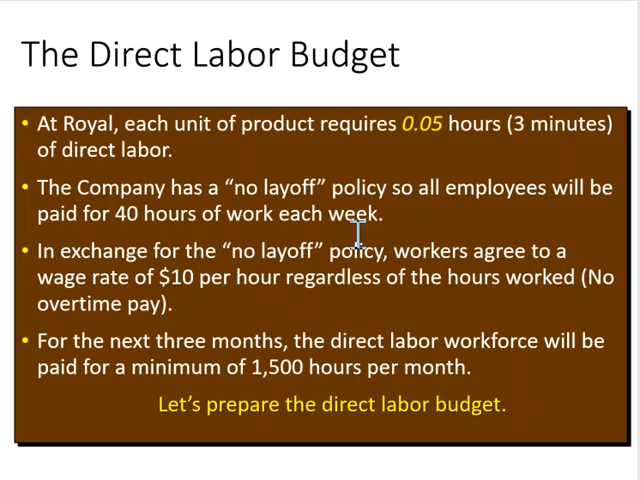 The Direct Labor Budget
• At Royal, each unit of product requires 0.05 hours (3 minutes)
of direct labor.
• The Company has a “no layoff” policy so all employees will be
paid for 40 hours of work each week.
• In exchange for the “no layoff” policy, workers agree to a
wage rate of $10 per hour regardless of the hours worked (No
overtime pay).
• For the next three months, the direct labor workforce will be
paid for a minimum of 1,500 hours per month.
Let’s prepare the direct labor budget.